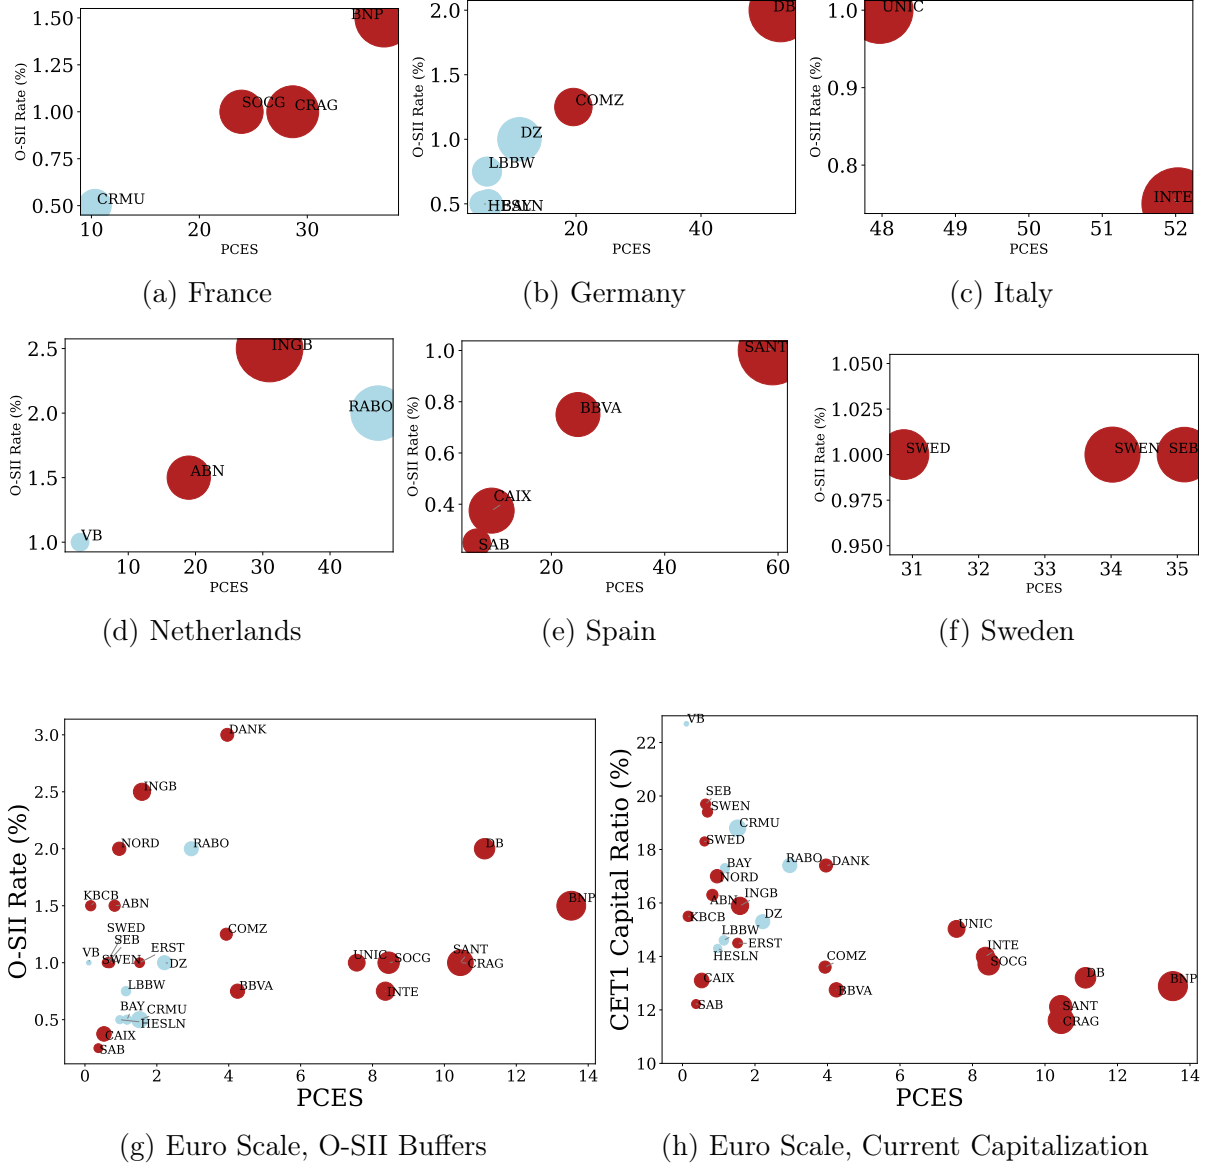 1.50
1.25
1.00
0.75
0.50
O-SII Rate (%)
BNP
SOCG
CRAG
CRMU
10
20
30
PCES
(a) France
2.0
1.5
1.0
0.5
O-SII Rate (%)
DB
COMZ
DZ
LBBW
HESLN
BAY
20
40
PCES
(b) Germany
1.0
0.9
0.8
O-SII Rate (%)
UNIC
INTE
48
49
50
51
52
PCES
(c) Italy
2.5
2.0
1.5
1.0
O-SII Rate (%)
INGB
RABO
ABN
VB
10
20
30
40
PCES
(d) Netherlands
1.0
0.8
0.6
0.4
O-SII Rate (%)
SANT
BBVA
CAIX
SAB
20
40
60
PCES
(e) Spain
1.050
1.025
1.000
0.975
0.950
O-SII Rate (%)
SWED
SWEN
SEB
31
32
33
34
35
PCES
(f) Sweden
3.0
2.5
2.0
1.5
1.0
0.5
O-SII Rate (%)
DANK
INGB
NORD
RABO
DB
KBCB
ABN
BNP
SWED
COMZ
SEB
VB
SWEN
ERST
DZ
UNIC
SOCG
SANT
CRAG
LBBW
BBVA
INTE
BAY
CRMU
HESLN
CAIX
SAB
0
2
4
6
8
10
12
14
PCES
(g) Euro Scale, O-SII Buffers
22
20
18
16
14
12
10
CET1 Capital Ratio (%)
VB
SEB
SWEN
CRMU
SWED
BAY
RABO
DANK
NORD
ABN
INGB
KBCB
DZ
LBBW
UNIC
HESLN
ERST
INTE
COMZ
SOCG
CAIX
BBVA
DB
BNP
SAB
SANT
CRAG
0
2
4
6
8
10
12
14
PCES
(h) Euro Scale, Current Capitalization